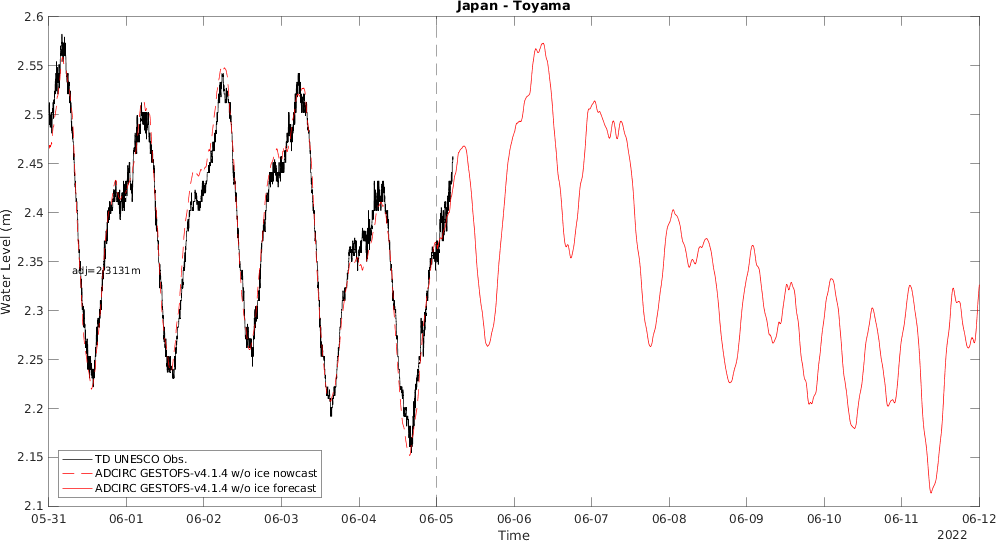 Japan - Toyama
2.6
2.55
2.5
2.45
2.4
2.35
2.3
2.25
2.2
2.15
2.1
Water Level (m)
adj=2.3131m
TD UNESCO Obs.
ADCIRC GESTOFS-v4.1.4 w/o ice nowcast
ADCIRC GESTOFS-v4.1.4 w/o ice forecast
05-31 06-01 06-02 06-03 06-04 06-05 06-06 06-07 06-08 06-09 06-10 06-11 06-12
Time
2022